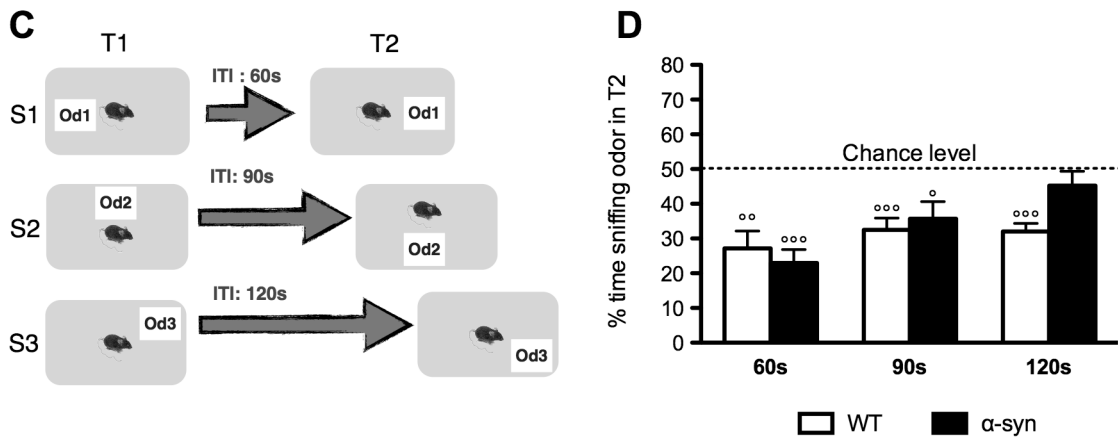 C
T1
T2
S1
Od1
ITI : 60s
Od1
S2
Od2
ITI: 90s
Od2
S3
Od3
ITI: 120s
Od3
D
% time sniffing odor in T2
80
70
60
50
40
30
20
10
0
Chance level
°°
°°°
°°°
°
°°°
60s
90s
120s
WT
α-syn